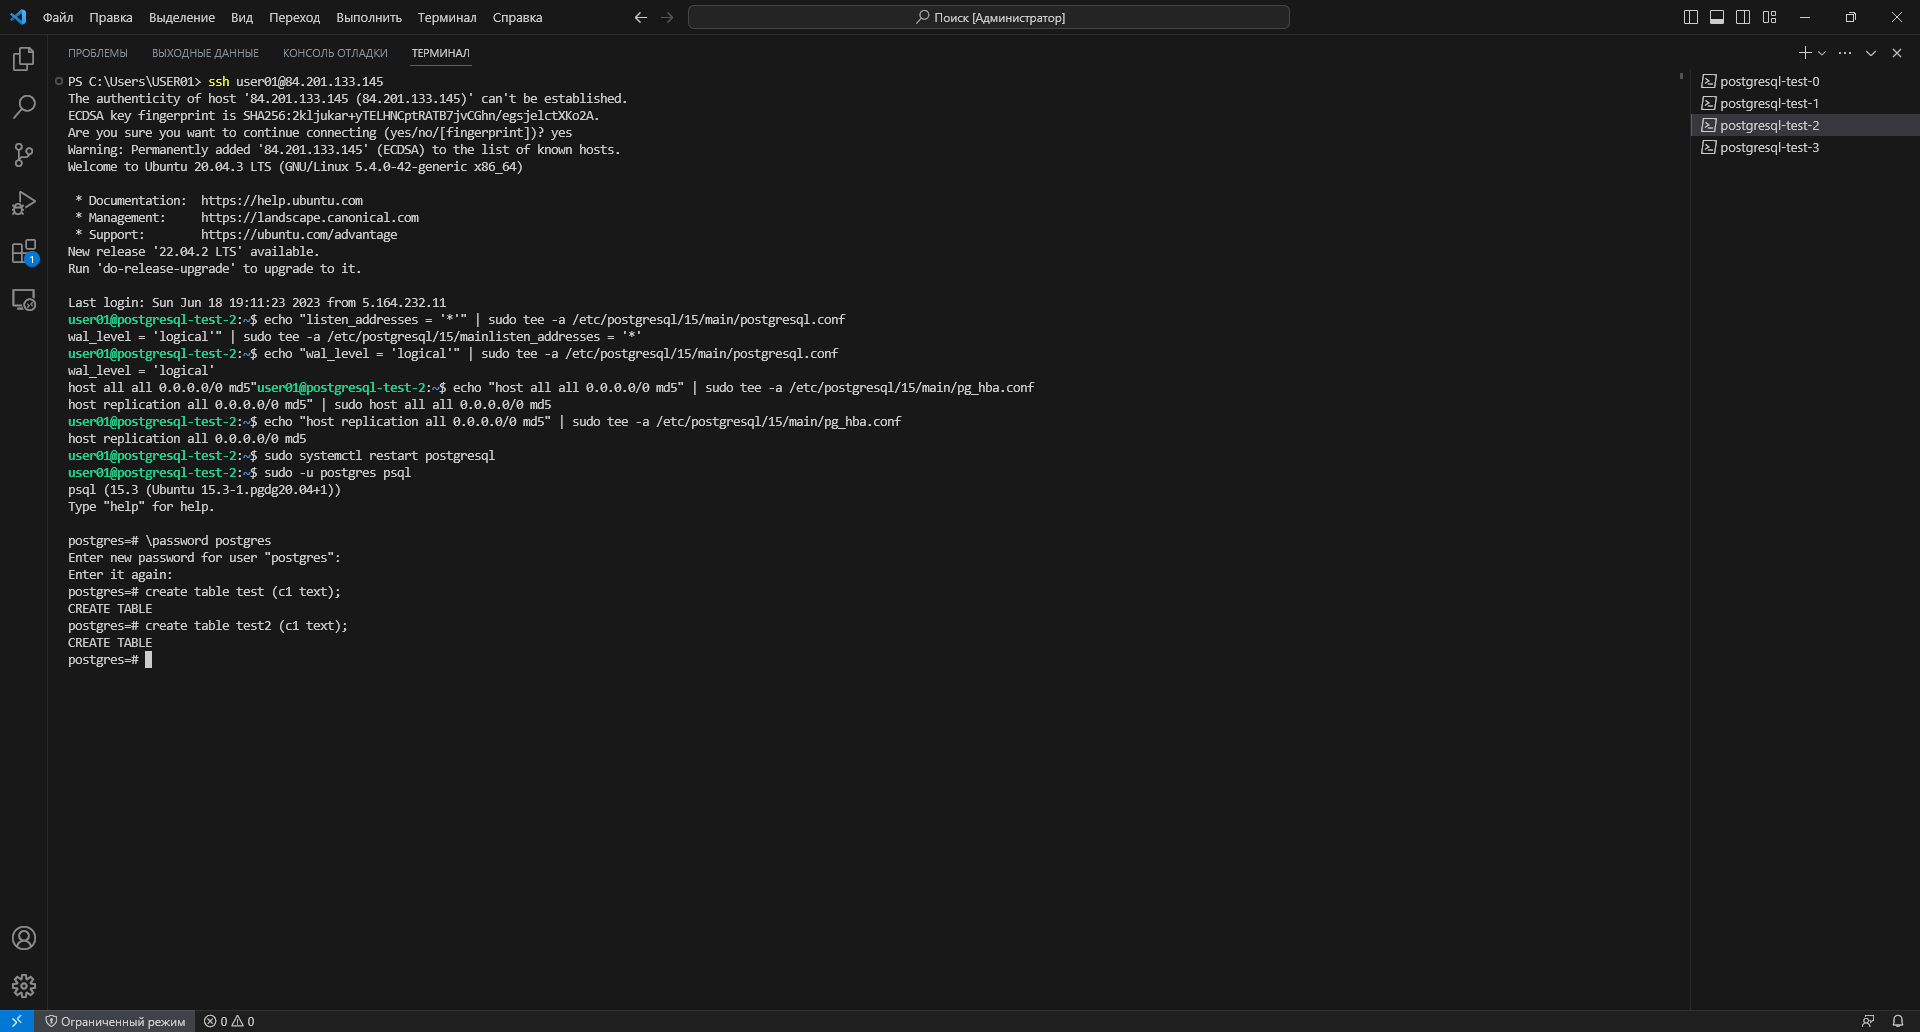 Файл Правка Выделение Вид Переход Выполнить Терминал Справка
Поиск [Администратор]
ПРОБЛЕМЫ ВЫХОДНЫЕ ДАННЫЕ КОНСОЛЬ ОТЛАДКИ ТЕРМИНАЛ
PS C:\Users\USER01> ssh user01@84.201.133.145
The authenticity of host '84.201.133.145 (84.201.133.145)' can't be established.
ECDSA key fingerprint is SHA256:2kljukar+yTELHNCptRATB7jvCGhn/egsjelctXKo2A.
Are you sure you want to continue connecting (yes/no/[fingerprint])? yes
Warning: Permanently added '84.201.133.145' (ECDSA) to the list of known hosts.
Welcome to Ubuntu 20.04.3 LTS (GNU/Linux 5.4.0-42-generic x86_64)
* Documentation:  https://help.ubuntu.com
* Management:     https://landscape.canonical.com
* Support:        https://ubuntu.com/advantage
New release '22.04.2 LTS' available.
Run 'do-release-upgrade' to upgrade to it.
Last login: Sun Jun 18 19:11:23 2023 from 5.164.232.11
user01@postgresql-test-2:~$ echo "listen_addresses = '*'" | sudo tee -a /etc/postgresql/15/main/postgresql.conf
wal_level = 'logical'" | sudo tee -a /etc/postgresql/15/mainlisten_addresses = '*'
user01@postgresql-test-2:~$ echo "wal_level = 'logical'" | sudo tee -a /etc/postgresql/15/main/postgresql.conf
wal_level = 'logical'
host all all 0.0.0.0/0 md5"user01@postgresql-test-2:~$ echo "host all all 0.0.0.0/0 md5" | sudo tee -a /etc/postgresql/15/main/pg_hba.conf
host replication all 0.0.0.0/0 md5" | sudo host all all 0.0.0.0/0 md5
user01@postgresql-test-2:~$ echo "host replication all 0.0.0.0/0 md5" | sudo tee -a /etc/postgresql/15/main/pg_hba.conf
host replication all 0.0.0.0/0 md5
user01@postgresql-test-2:~$ sudo systemctl restart postgresql
user01@postgresql-test-2:~$ sudo -u postgres psql
psql (15.3 (Ubuntu 15.3-1.pgdg20.04+1))
Type "help" for help.
postgres=# \password postgres
Enter new password for user "postgres":
Enter it again:
postgres=# create table test (c1 text);
CREATE TABLE
postgres=# create table test2 (c1 text);
CREATE TABLE
postgres=#
postgresql-test-0
postgresql-test-1
postgresql-test-2
postgresql-test-3
1
Ограниченный режим 0 0